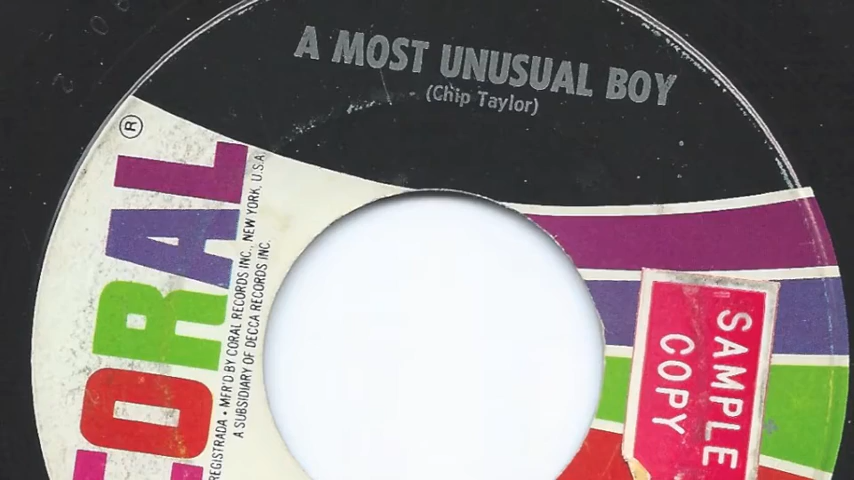 A MOST UNUSUAL BOY
(Chip Taylor)
®
CORAL
REGISTRADA • MFR'D BY CORAL RECORDS INC., NEW YORK, U.S.A.
A SUBSIDIARY OF DECCA RECORDS INC.
SAMPLE
COPY